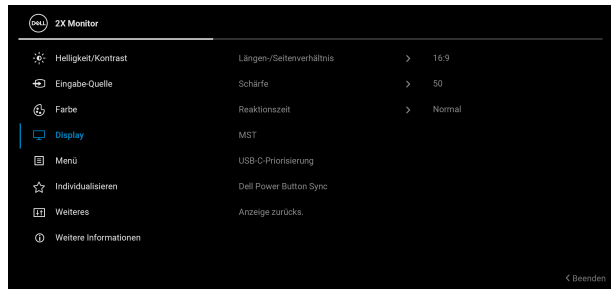 DELL 2X Monitor
Helligkeit/Kontrast Längen-/Seitenverhältnis > 16:9
Eingabe-Quelle Schärfe > 50
Farbe Reaktionszeit > Normal
Display MST
Menü USB-C-Priorisierung
Individualisieren Dell Power Button Sync
Weiteres Anzeige zurücks.
Weitere Informationen
< Beenden